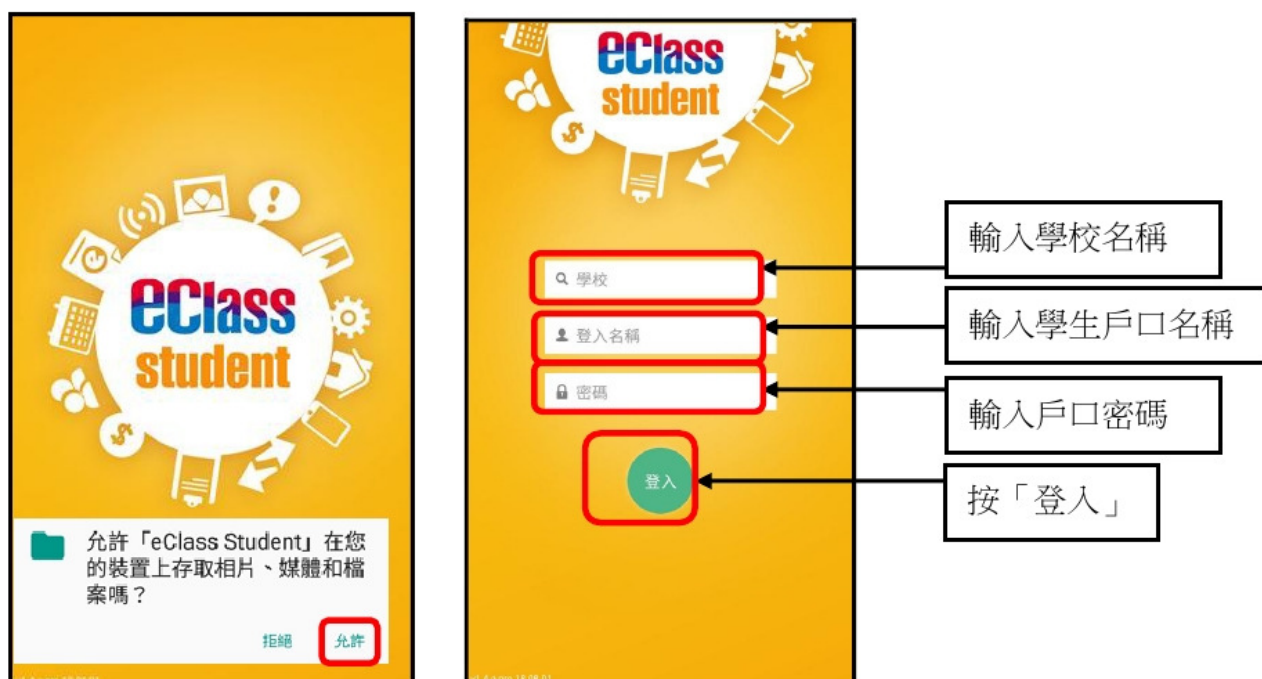 eClass
student
允許「eClass Student」在您
的裝置上存取相片、媒體和檔
案嗎？
拒絕 允許
eClass
student
學校
登入名稱
密碼
登入
輸入學校名稱
輸入學生戶口名稱
輸入戶口密碼
按「登入」